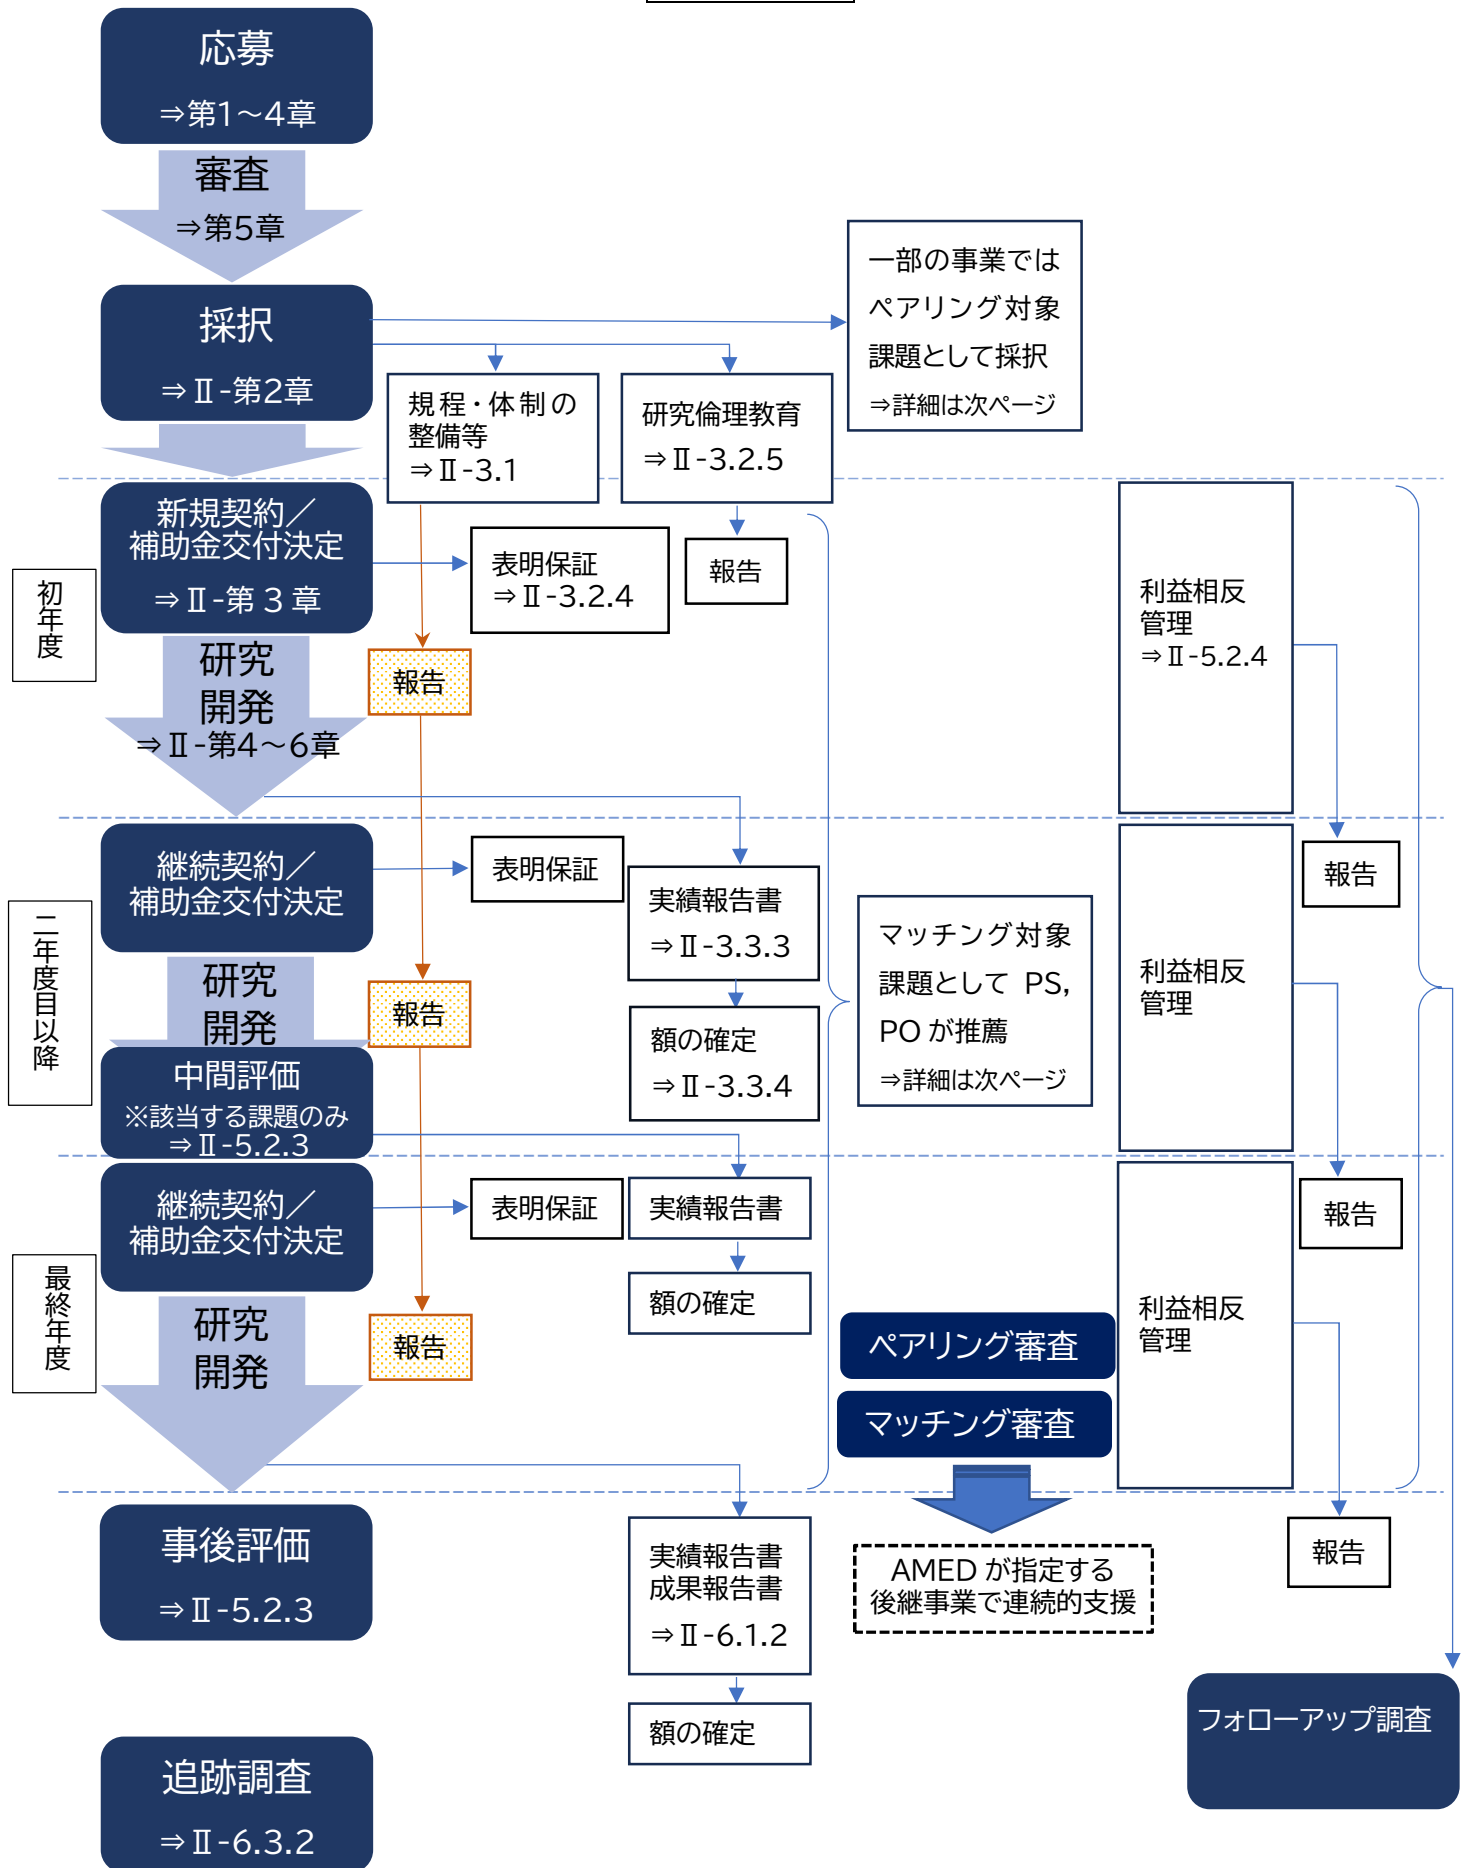 応募
⇒第1～4章
審査
⇒第5章
採択
⇒Ⅱ-第2章
一部の事業では
ペアリング対象
課題として採択
⇒詳細は次ページ
規程・体制の
整備等
⇒Ⅱ-3.1
研究倫理教育
⇒Ⅱ-3.2.5
初年度
新規契約／
補助金交付決定
⇒Ⅱ-第３章
表明保証
⇒Ⅱ-3.2.4
報告
利益相反
管理
⇒Ⅱ-5.2.4
研究
開発
⇒Ⅱ-第4～6章
報告
二年度目以降
継続契約／
補助金交付決定
表明保証
実績報告書
⇒Ⅱ-3.3.3
マッチング対象
課題として PS,
PO が推薦
⇒詳細は次ページ
利益相反
管理
報告
研究
開発
報告
額の確定
⇒Ⅱ-3.3.4
中間評価
※該当する課題のみ
⇒Ⅱ-5.2.3
最終年度
継続契約／
補助金交付決定
表明保証
実績報告書
額の確定
利益相反
管理
報告
研究
開発
報告
ペアリング審査
マッチング審査
事後評価
⇒Ⅱ-5.2.3
実績報告書
成果報告書
⇒Ⅱ-6.1.2
AMED が指定する
後継事業で連続的支援
報告
額の確定
フォローアップ調査
追跡調査
⇒Ⅱ-6.3.2